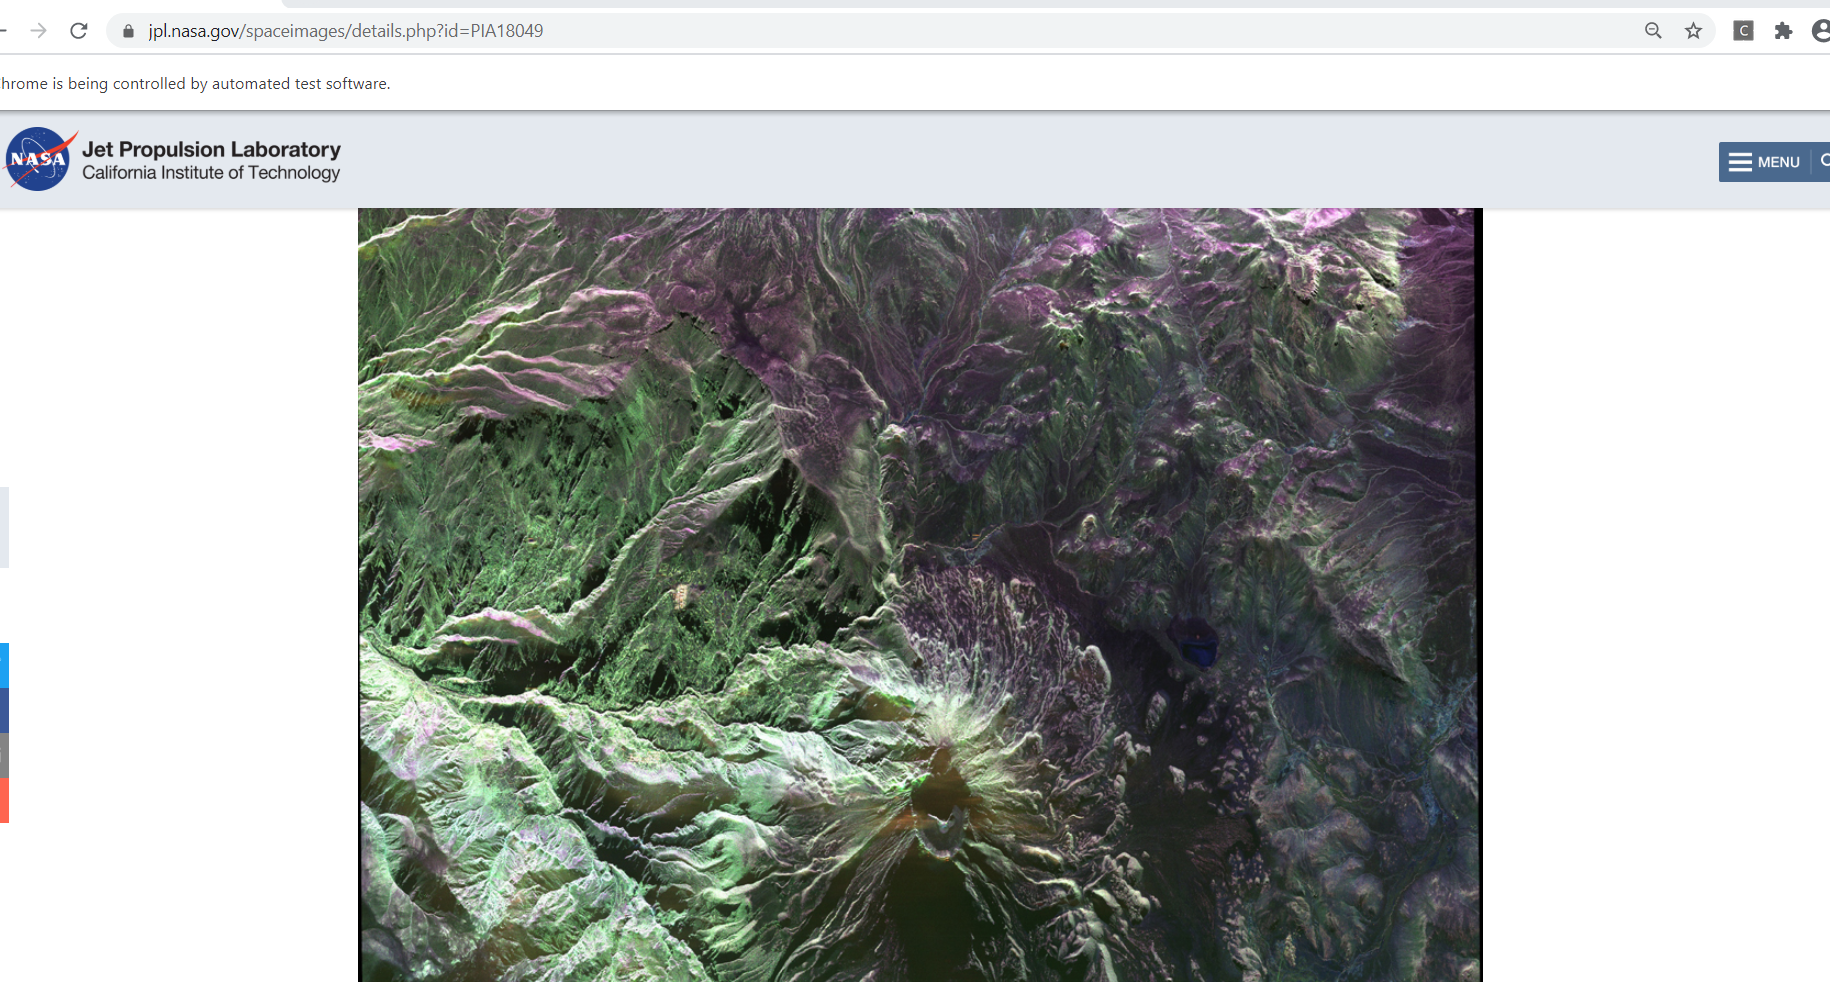 jpl.nasa.gov/spaceimages/details.php?id=PIA18049
C
hrome is being controlled by automated test software.
NASA
Jet Propulsion Laboratory
California Institute of Technology
MENU